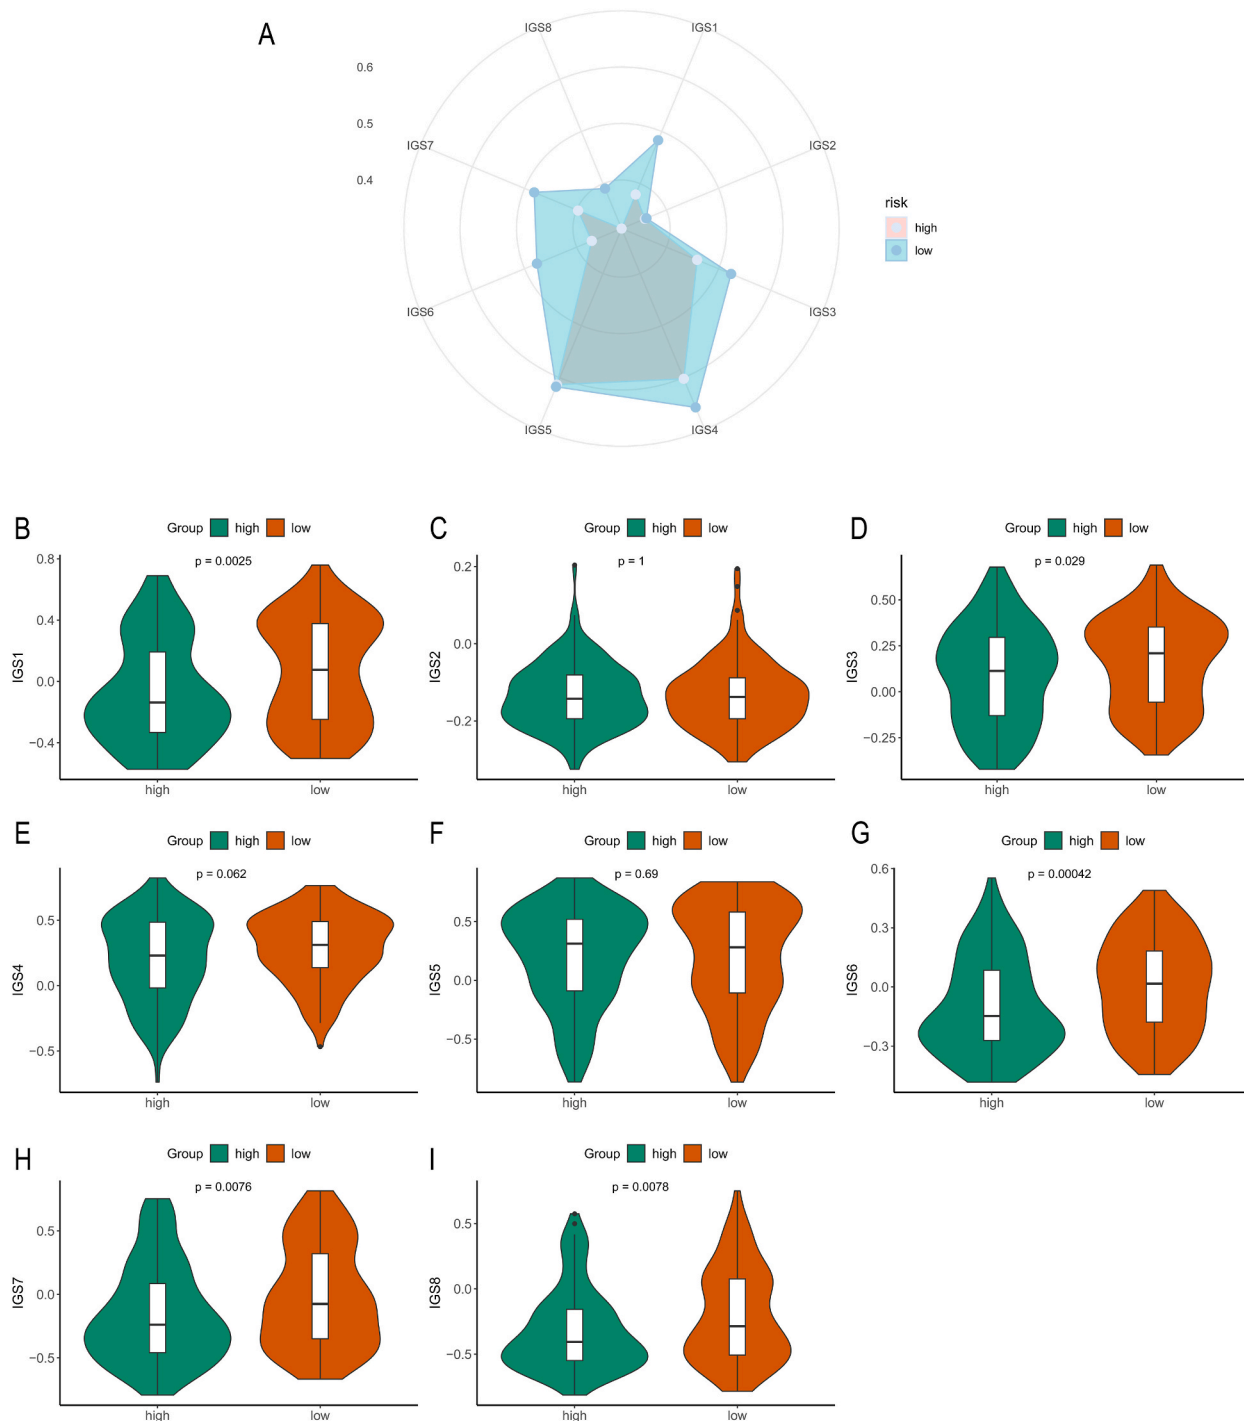 A
IGS8
IGS1
0.6
0.5
IGS7
IGS2
0.4
risk
high
low
IGS6
IGS3
IGS5
IGS4
B
Group high low
p = 0.0025
0.8
0.4
0.0
−0.4
IGS1
high low
C
Group high low
p = 1
0.2
0.0
−0.2
IGS2
high low
D
Group high low
p = 0.029
0.50
0.25
0.00
−0.25
IGS3
high low
E
Group high low
p = 0.062
0.5
0.0
−0.5
IGS4
high low
F
Group high low
p = 0.69
0.5
0.0
−0.5
IGS5
high low
G
Group high low
p = 0.00042
0.6
0.3
0.0
−0.3
IGS6
high low
H
Group high low
p = 0.0076
0.5
0.0
−0.5
IGS7
high low
I
Group high low
p = 0.0078
0.5
0.0
−0.5
IGS8
high low